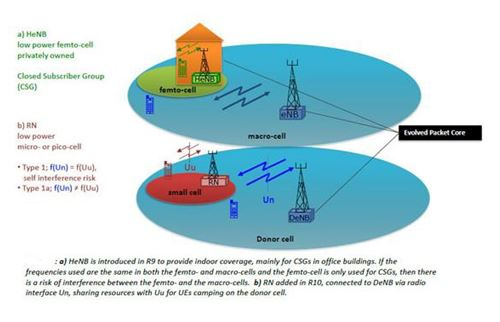 a) HeNB
low power femto-cell
privately owned
Closed Subscriber Group
(CSG)
HeNB
femto-cell
eNB
macro-cell
Evolved Packet Core
b) RN
low power
micro- or pico-cell
• Type 1; f(Un) = f(Uu),
self interference risk
• Type 1a; f(Un) ≠ f(Uu)
Uu
RN
small cell
Un
DeNB
Donor cell
: a) HeNB is introduced in R9 to provide indoor coverage, mainly for CSGs in office buildings. If the
frequencies used are the same in both the femto- and macro-cells and the femto-cell is only used for CSGs, then there
is a risk of interference between the femto- and the macro-cells. b) RN added in R10, connected to DeNB via radio
interface Un, sharing resources with Uu for UEs camping on the donor cell.